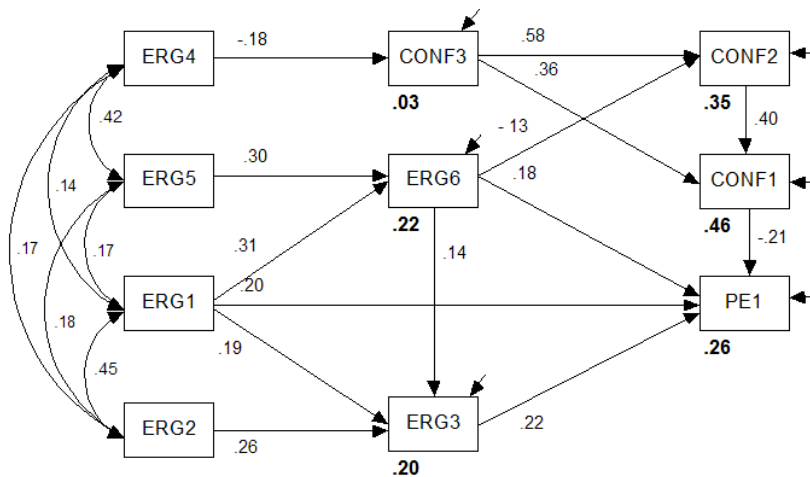 -.18
.58
ERG4
CONF3
CONF2
.36
.03
.35
.42
- 13
.40
.30
ERG5
ERG6
.18
CONF1
.14
.22
.46
.17
.17
.31
.14
-.21
.20
ERG1
PE1
.18
.19
.26
.45
ERG2
ERG3
.26
.22
.20